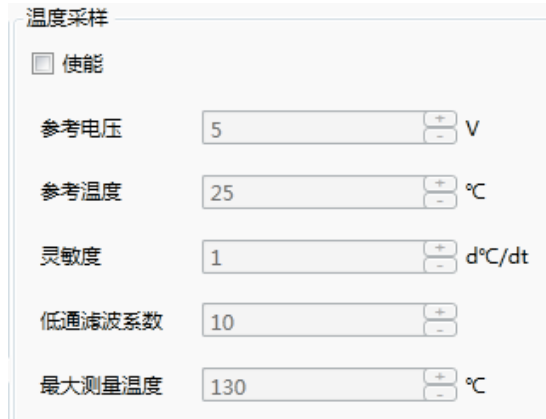 温度采样
使能
参考电压 5 V
参考温度 25 ℃
灵敏度 1 d℃/dt
低通滤波系数 10
最大测量温度 130 ℃